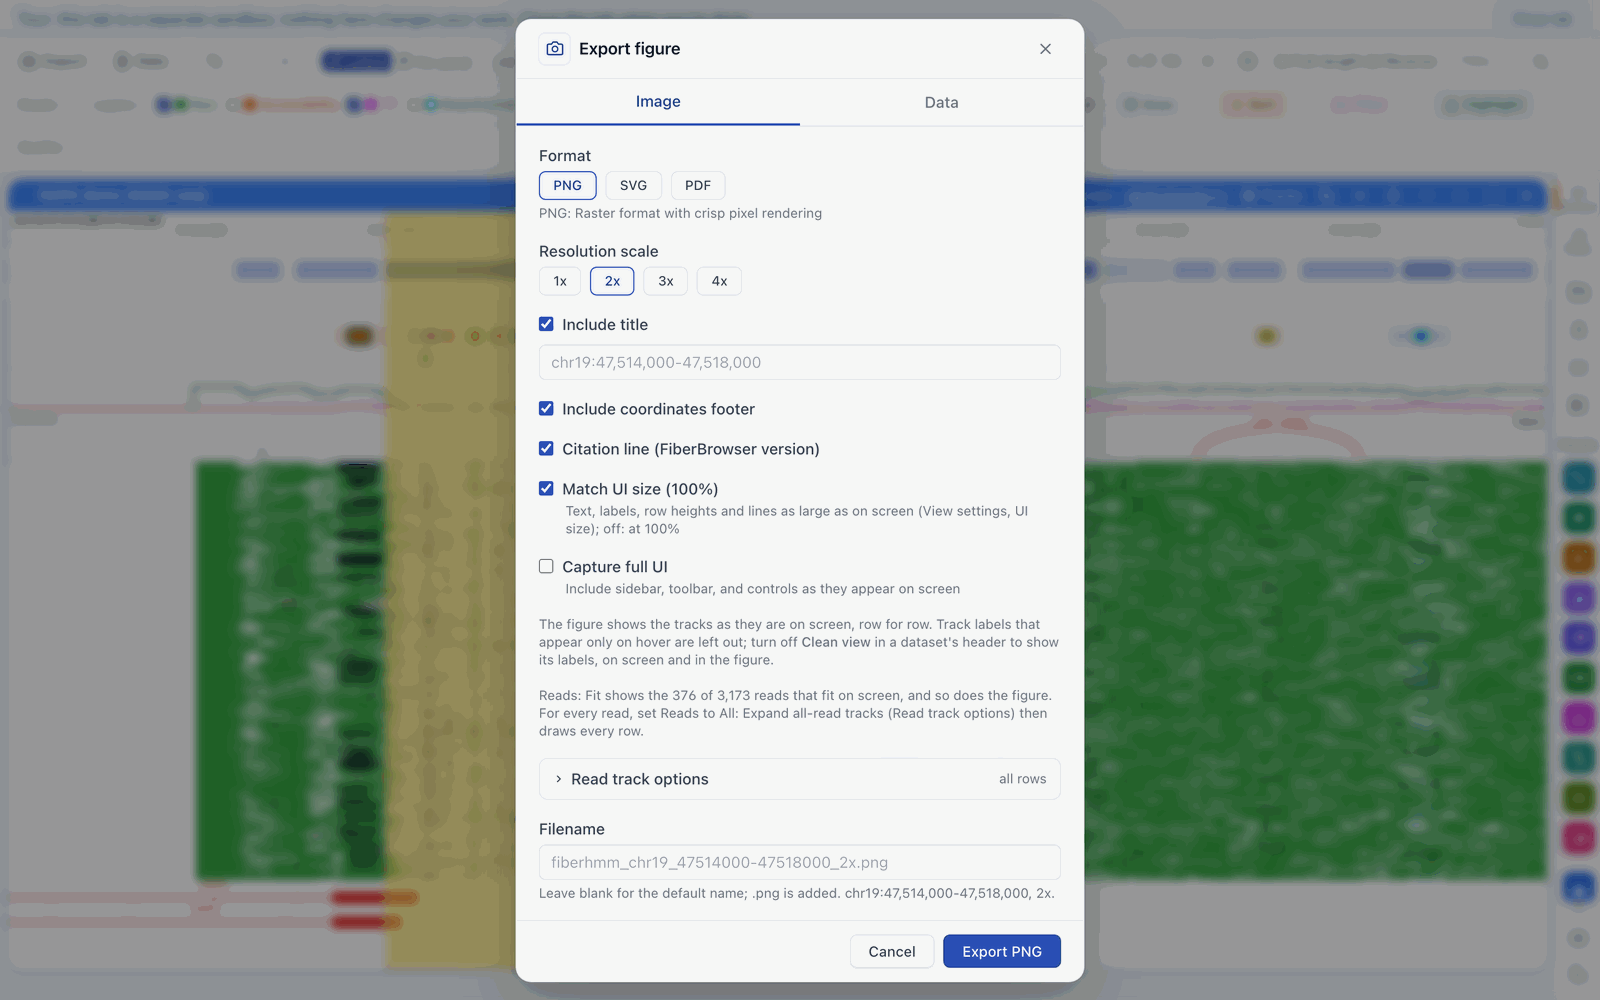 Export figure
Image
Data
Format
PNG
SVG
PDF
PNG: Raster format with crisp pixel rendering
Resolution scale
1x
2x
3x
4x
Include title
chr19:47,514,000-47,518,000
Include coordinates footer
Citation line (FiberBrowser version)
Match UI size (100%)
Text, labels, row heights and lines as large as on screen (View settings, UI
size); off: at 100%
Capture full UI
Include sidebar, toolbar, and controls as they appear on screen
The figure shows the tracks as they are on screen, row for row. Track labels that
appear only on hover are left out; turn off Clean view in a dataset's header to show
its labels, on screen and in the figure.
Reads: Fit shows the 376 of 3,173 reads that fit on screen, and so does the figure.
For every read, set Reads to All: Expand all-read tracks (Read track options) then
draws every row.
Read track options
all rows
Filename
fiberhmm_chr19_47514000-47518000_2x.png
Leave blank for the default name; .png is added. chr19:47,514,000-47,518,000, 2x.
Cancel
Export PNG